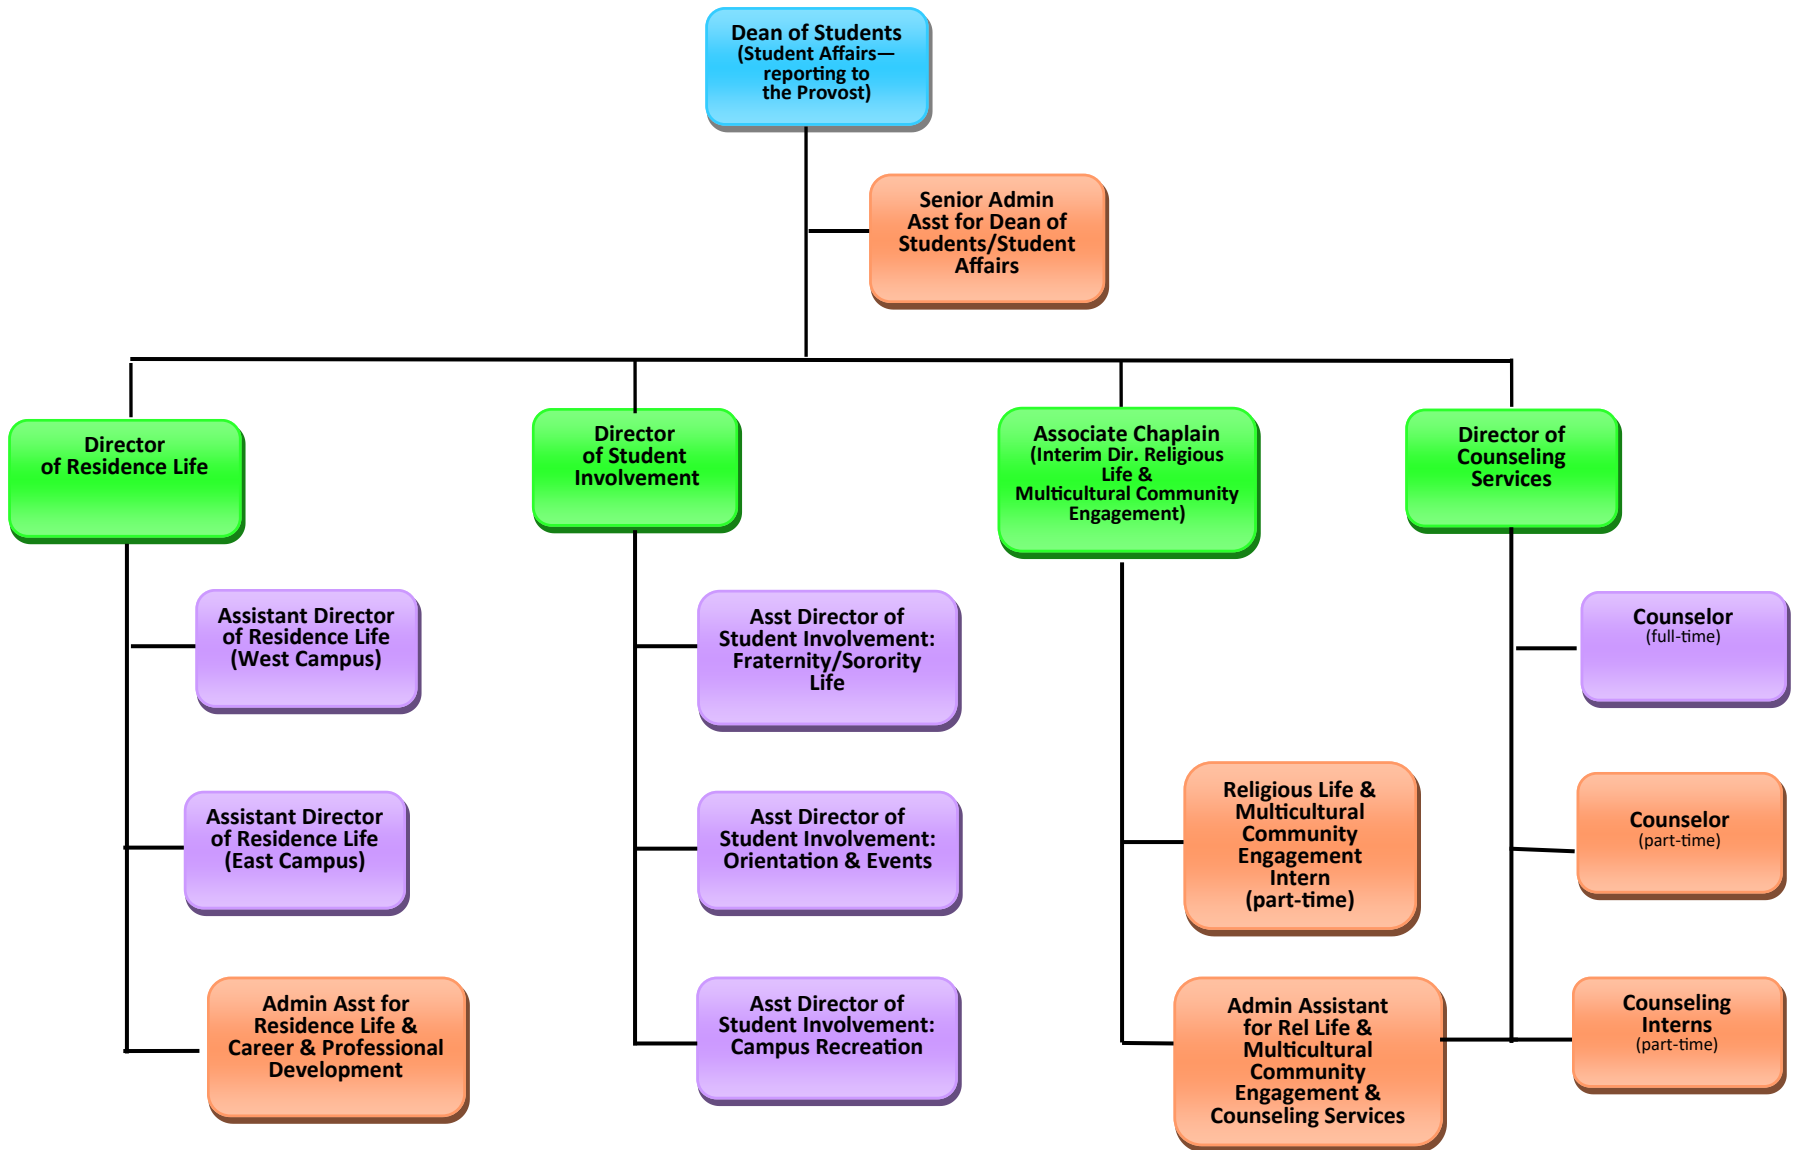 Dean of Students
(Student Affairs—
reporting to
the Provost)
Senior Admin
Asst for Dean of
Students/Student
Affairs
Director
of Residence Life
Director
of Student
Involvement
Associate Chaplain
(Interim Dir. Religious
Life &
Multicultural Community
Engagement)
Director of
Counseling
Services
Assistant Director
of Residence Life
(West Campus)
Asst Director of
Student Involvement:
Fraternity/Sorority
Life
Counselor
(full-time)
Assistant Director
of Residence Life
(East Campus)
Asst Director of
Student Involvement:
Orientation & Events
Religious Life &
Multicultural
Community
Engagement
Intern
(part-time)
Counselor
(part-time)
Admin Asst for
Residence Life &
Career & Professional
Development
Asst Director of
Student Involvement:
Campus Recreation
Admin Assistant
for Rel Life &
Multicultural
Community
Engagement &
Counseling Services
Counseling
Interns
(part-time)